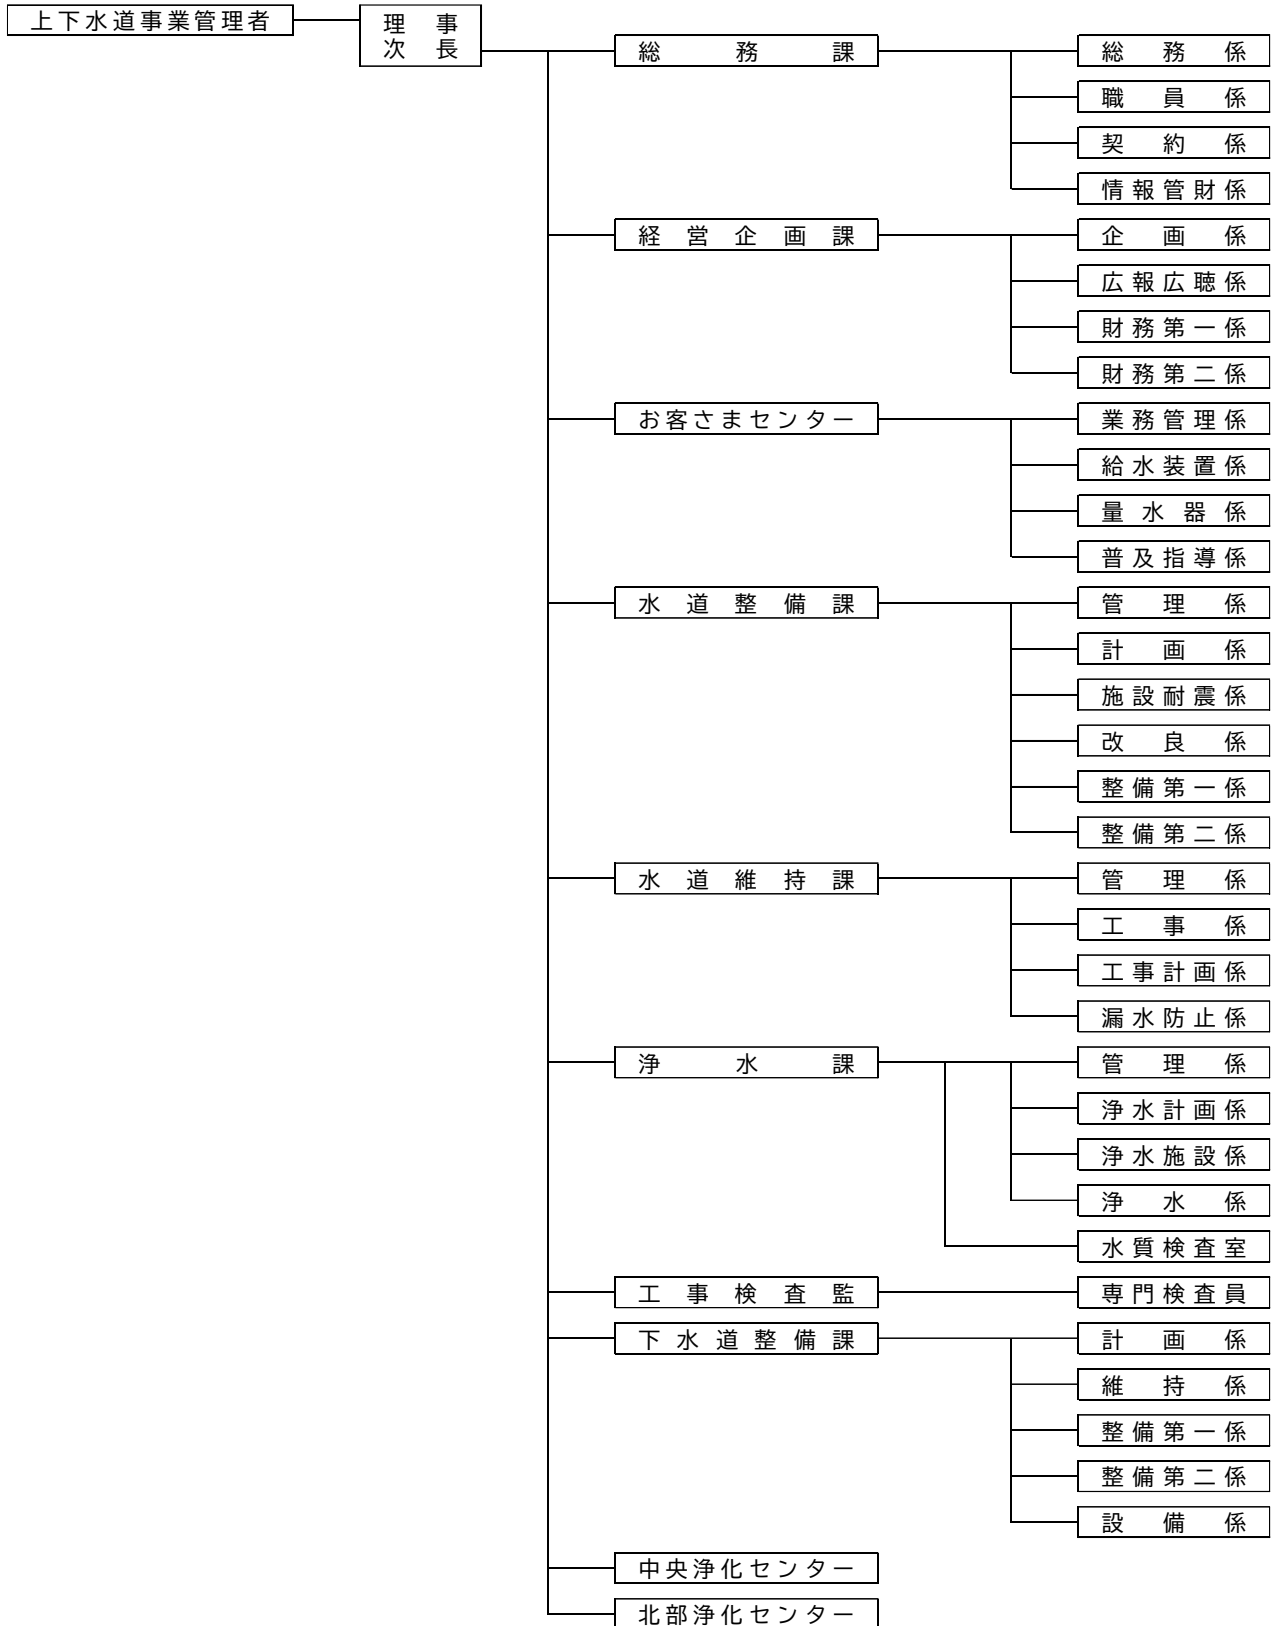 上下水道事業管理者
理事
次長
総務課 総務係
職員係
契約係
情報管財係
経営企画課 企画係
広報広聴係
財務第一係
財務第二係
お客さまセンター 業務管理係
給水装置係
量水器係
普及指導係
水道整備課 管理係
計画係
施設耐震係
改良係
整備第一係
整備第二係
水道維持課 管理係
工事係
工事計画係
漏水防止係
浄水課 管理係
浄水計画係
浄水施設係
浄水係
水質検査室
工事検査監 専門検査員
下水道整備課 計画係
維持係
整備第一係
整備第二係
設備係
中央浄化センター
北部浄化センター